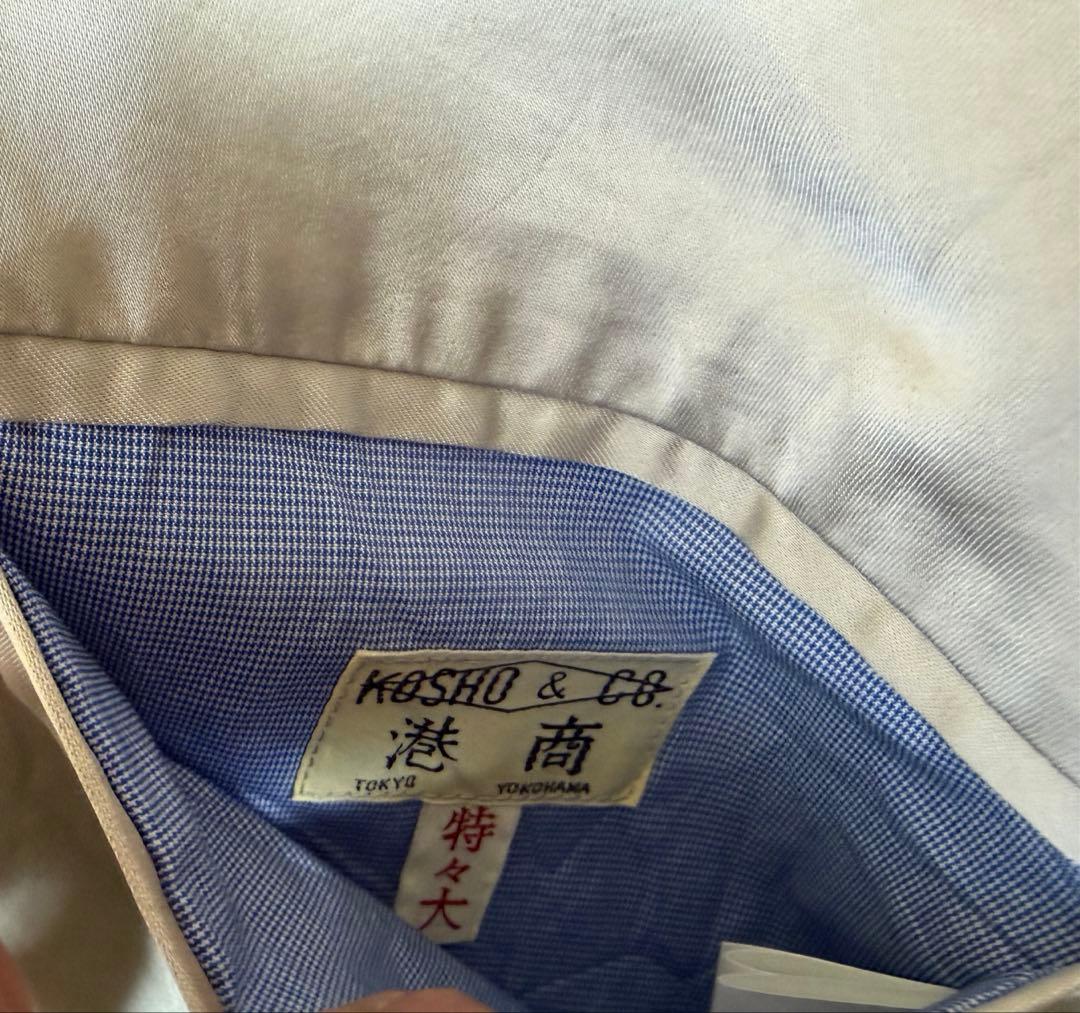 KOSHO & CO.
港商
TOKYO YOKOHAMA
特々大